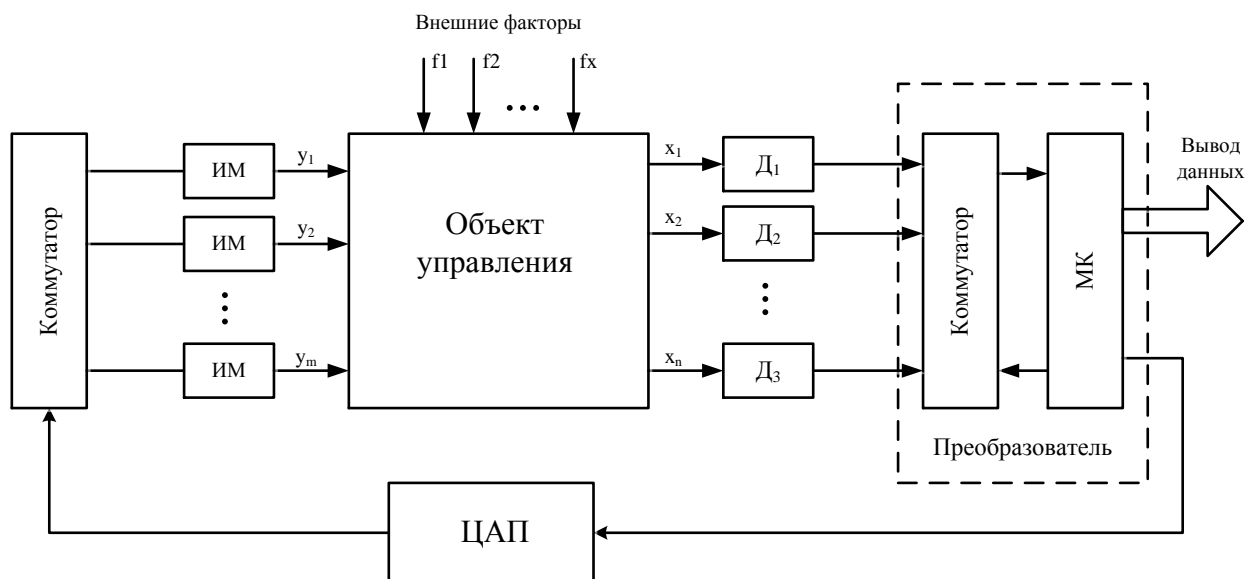 Внешние факторы
f1 f2 ... fx
Коммутатор
ИМ
y₁
ИМ
y₂
ИМ
yₘ
Объект
управления
x₁
Д₁
x₂
Д₂
xₙ
Д₃
Коммутатор
МК
Преобразователь
Вывод
данных
ЦАП